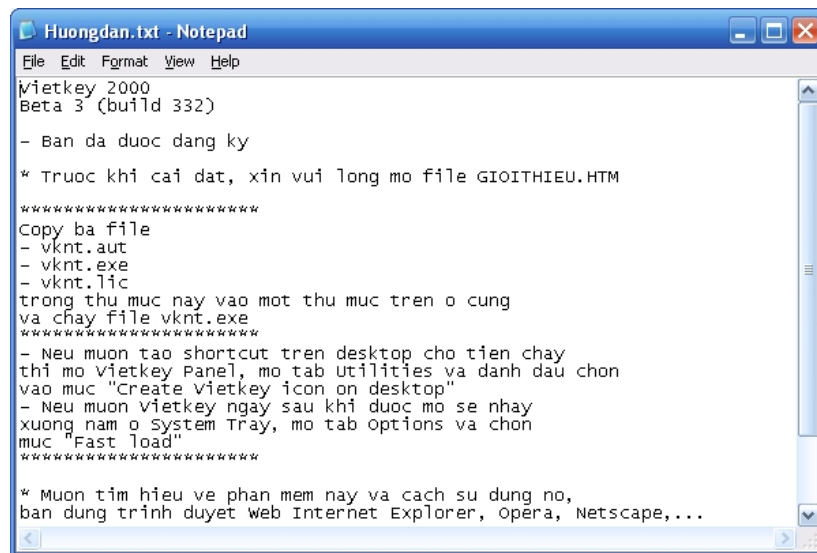 Huongdan.txt - Notepad
File Edit Format View Help
Vietkey 2000
Beta 3 (build 332)
- Ban da duoc dang ky
* Truoc khi cai dat, xin vui long mo file GIOITHIEU.HTM
**********************
Copy ba file
- vknt.aut
- vknt.exe
- vknt.lic
trong thu muc nay vao mot thu muc tren o cung
va chay file vknt.exe
**********************
- Neu muon tao shortcut tren desktop cho tien chay
thi mo Vietkey Panel, mo tab Utilities va danh dau chon
vao muc "Create Vietkey icon on desktop"
- Neu muon Vietkey ngay sau khi duoc mo se nhay
xuong nam o System Tray, mo tab Options va chon
muc "Fast load"
**********************
* Muon tim hieu ve phan mem nay va cach su dung no,
ban dung trinh duyet Web Internet Explorer, Opera, Netscape,...